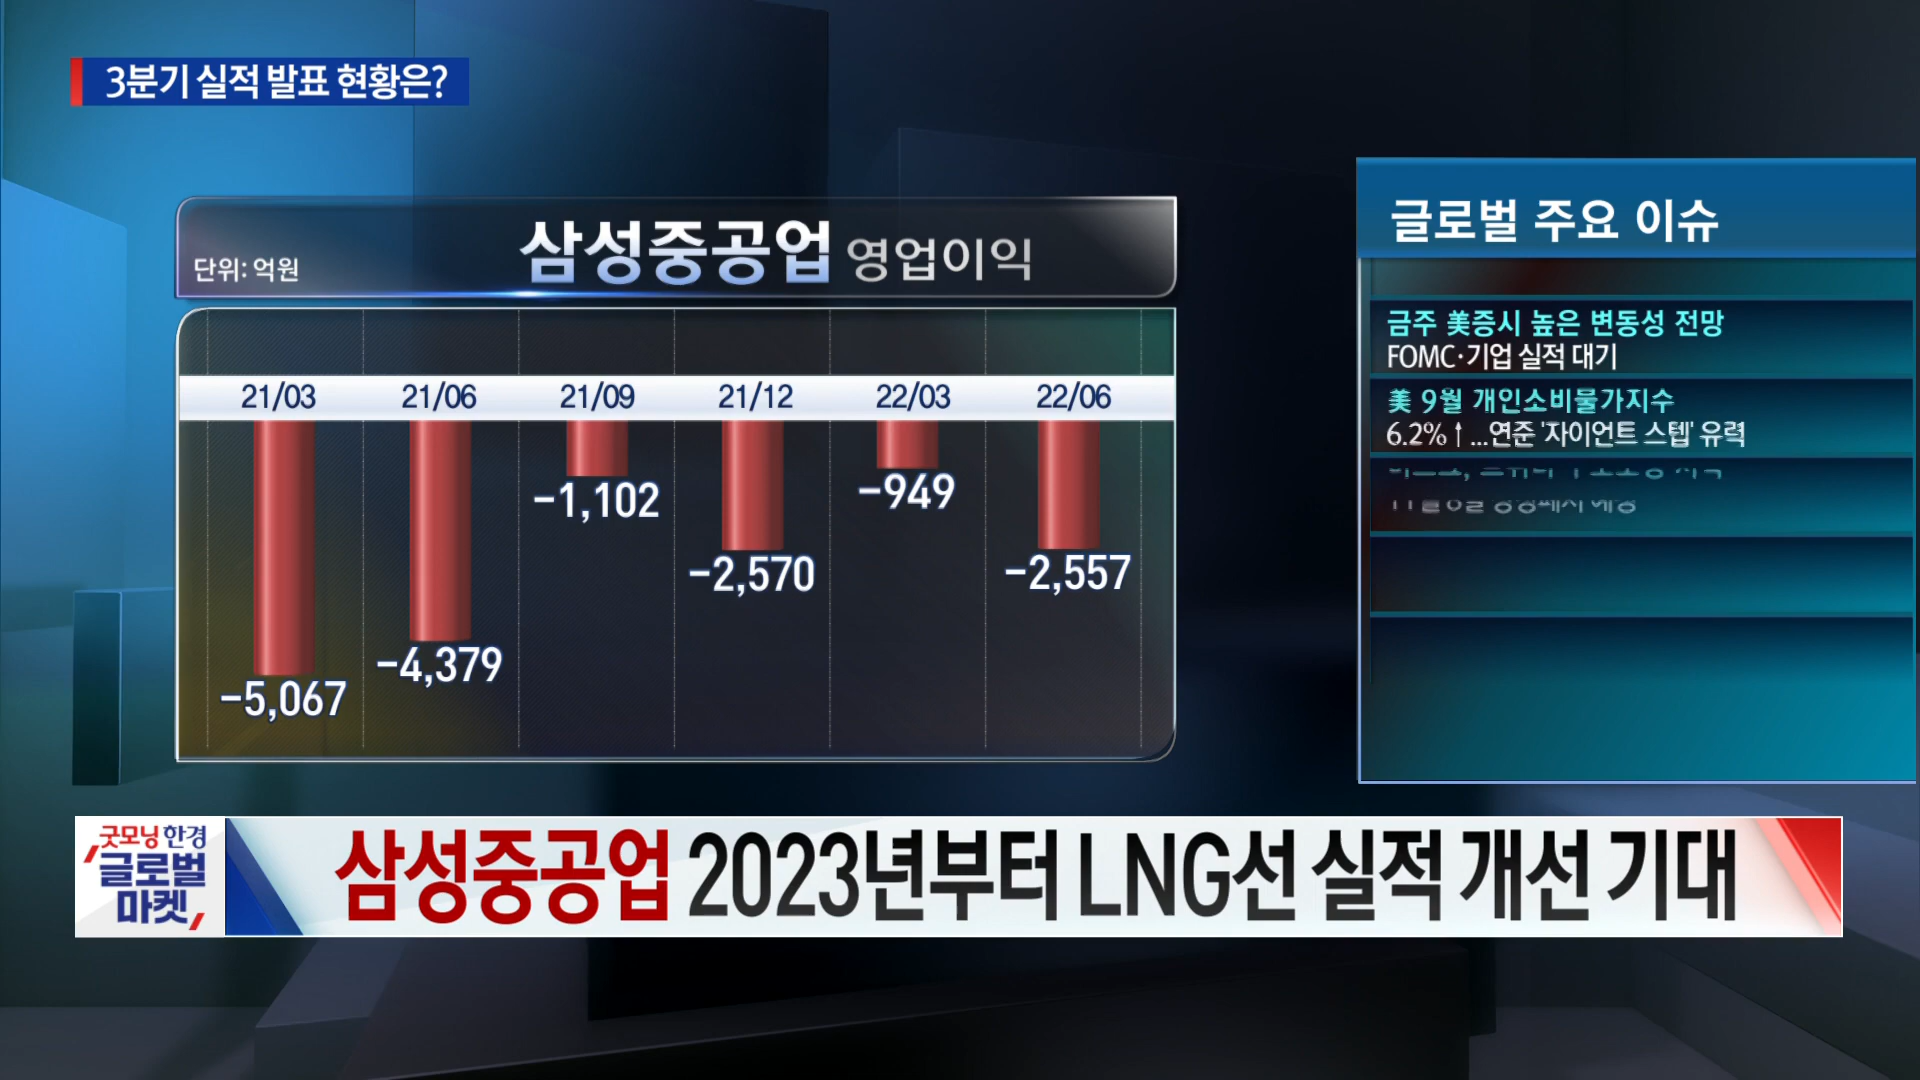 3분기 실적 발표 현황은?
단위: 억원
삼성중공업 영업이익
21/03 21/06 21/09 21/12 22/03 22/06
-5,067
-4,379
-1,102
-2,570
-949
-2,557
글로벌 주요 이슈
금주 美증시 높은 변동성 전망
FOMC·기업 실적 대기
美 9월 개인소비물가지수
6.2%↑...연준 '자이언트 스텝' 유력
굿모닝 한경
글로벌
마켓
삼성중공업 2023년부터 LNG선 실적 개선 기대